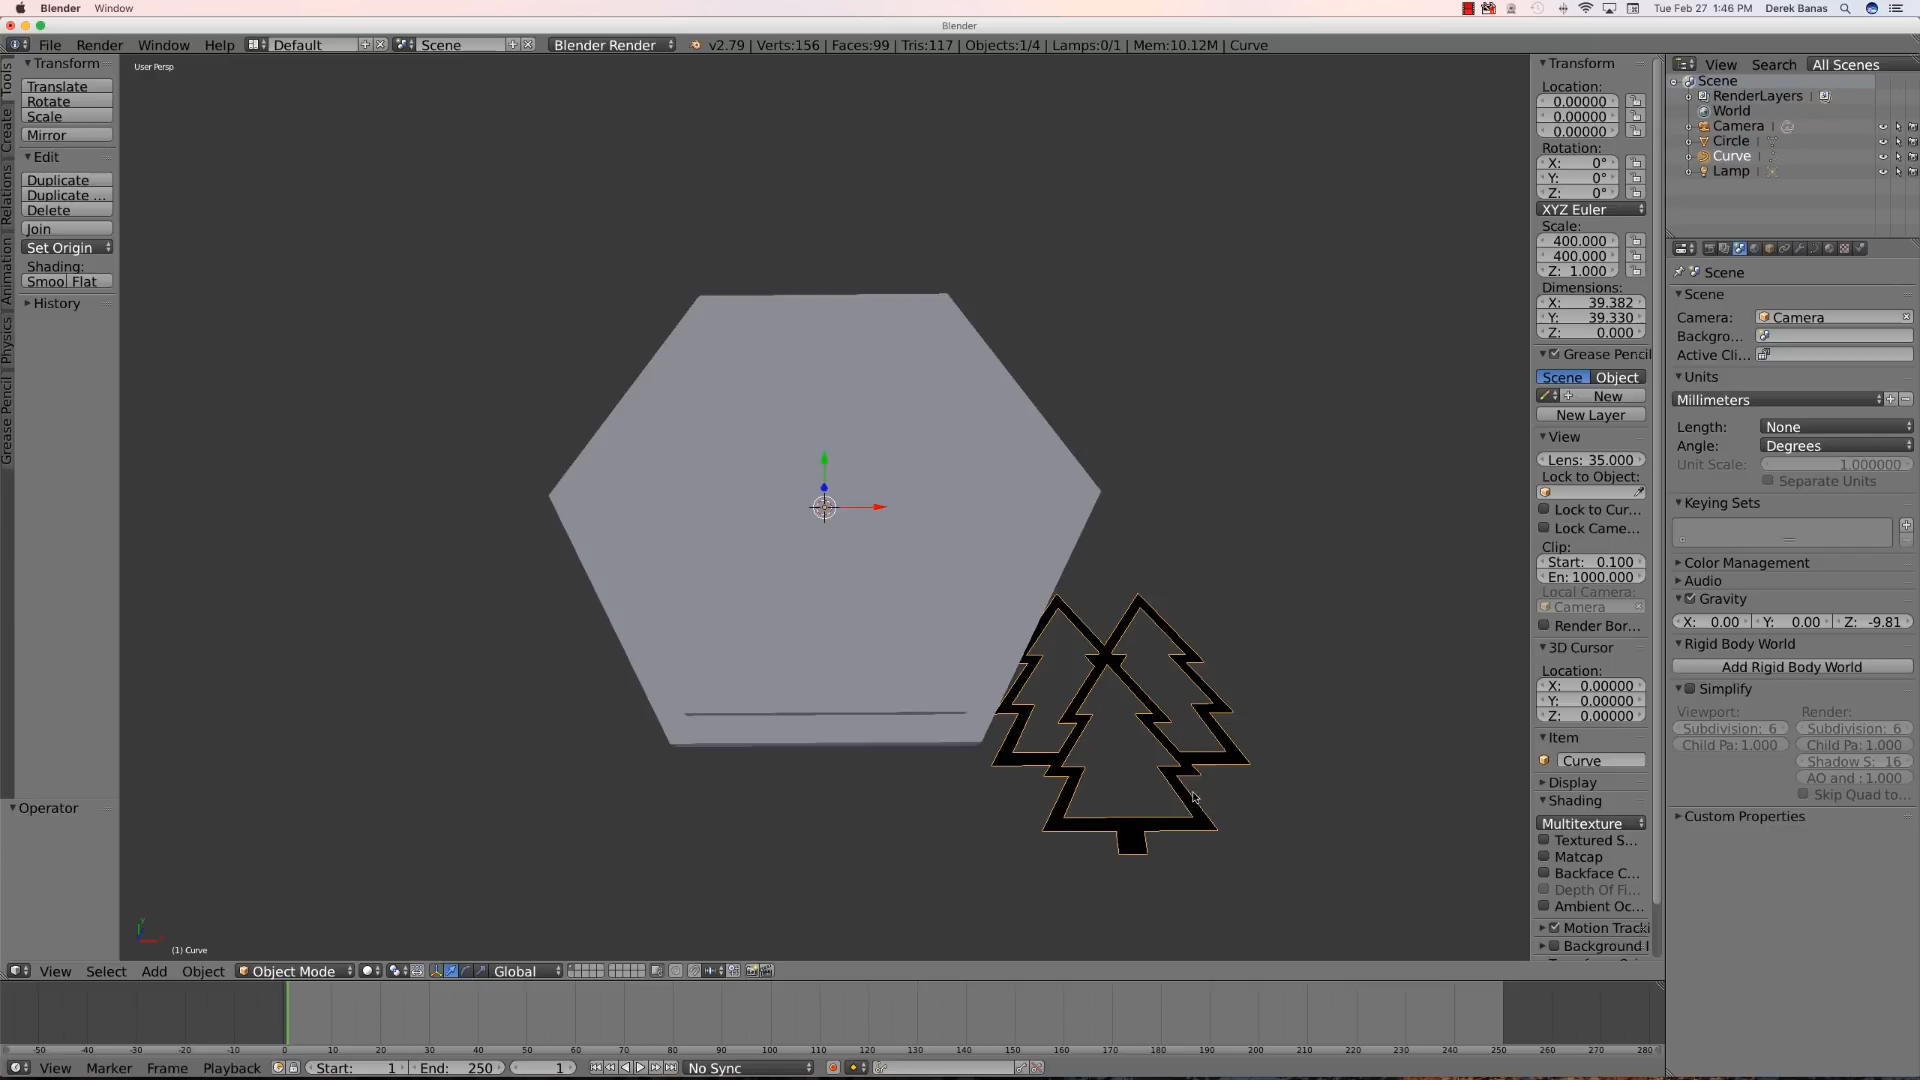 Blender Window Tue Feb 27 1:46 PM Derek Banas
Blender
File Render Window Help Default Scene Blender Render v2.79 | Verts:156 | Faces:99 | Tris:117 | Objects:1/4 | Lamps:0/1 | Mem:10.12M | Curve
Tools
Create
Relations
Animation
Physics
Grease Pencil
Transform
Translate
Rotate
Scale
Mirror
Edit
Duplicate
Duplicate ...
Delete
Join
Set Origin
Shading:
Smoo Flat
History
Operator
User Persp
(1) Curve
Transform
Location:
0.00000
0.00000
0.00000
Rotation:
X: 0°
Y: 0°
Z: 0°
XYZ Euler
Scale:
400.000
400.000
Z: 1.000
Dimensions:
X: 39.382
Y: 39.330
Z: 0.000
Grease Pencil
Scene Object
New
New Layer
View
Lens: 35.000
Lock to Object:
Lock to Cur...
Lock Came...
Clip:
Start: 0.100
En: 1000.000
Local Camera:
Camera
Render Bor...
3D Cursor
Location:
X: 0.00000
Y: 0.00000
Z: 0.00000
Item
Curve
Display
Shading
Multitexture
Textured S...
Matcap
Backface C...
Depth Of Fi...
Ambient Oc...
Motion Tracki
Background I
View Search All Scenes
Scene
RenderLayers
World
Camera
Circle
Curve
Lamp
Scene
Scene
Camera: Camera
Backgro...
Active Cli...
Units
Millimeters
Length: None
Angle: Degrees
Unit Scale: 1.000000
Separate Units
Keying Sets
Color Management
Audio
Gravity
X: 0.00 Y: 0.00 Z: -9.81
Rigid Body World
Add Rigid Body World
Simplify
Viewport: Render:
Subdivision: 6 Subdivision: 6
Child Pa: 1.000 Child Pa: 1.000
Shadow S: 16
AO and : 1.000
Skip Quad to...
Custom Properties
View Select Add Object Object Mode Global
-50 -40 -30 -20 -10 0 10 20 30 40 50 60 70 80 90 100 110 120 130 140 150 160 170 180 190 200 210 220 230 240 250 260 270 280
View Marker Frame Playback Start: 1 End: 250 1 No Sync